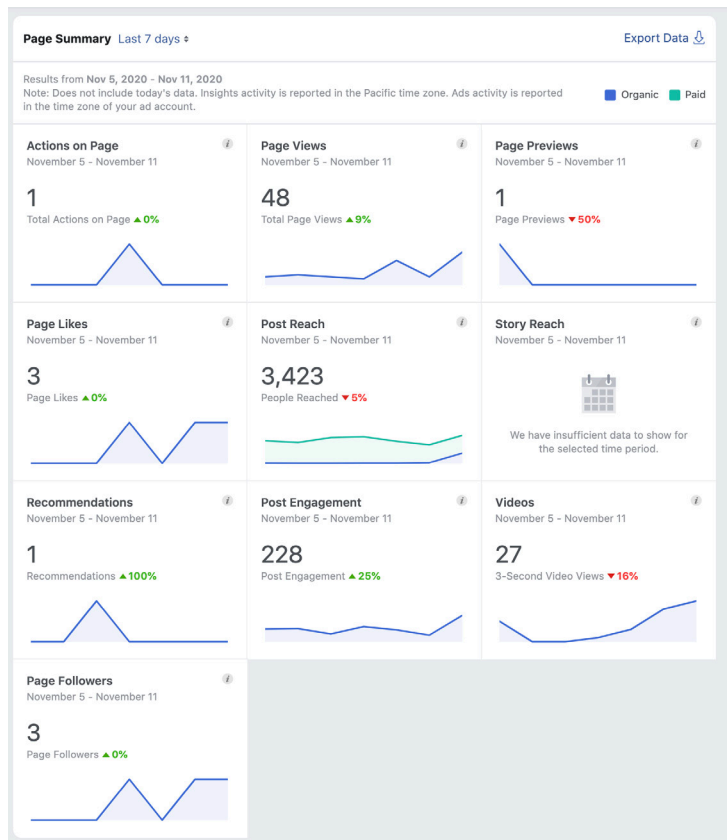 Page Summary Last 7 days
Export Data
Results from Nov 5, 2020 - Nov 11, 2020
Note: Does not include today's data. Insights activity is reported in the Pacific time zone. Ads activity is reported
in the time zone of your ad account.
Organic Paid
Actions on Page
November 5 - November 11
1
Total Actions on Page ▲0%
Page Views
November 5 - November 11
48
Total Page Views ▲9%
Page Previews
November 5 - November 11
1
Page Previews ▼50%
Page Likes
November 5 - November 11
3
Page Likes ▲0%
Post Reach
November 5 - November 11
3,423
People Reached ▼5%
Story Reach
November 5 - November 11
We have insufficient data to show for
the selected time period.
Recommendations
November 5 - November 11
1
Recommendations ▲100%
Post Engagement
November 5 - November 11
228
Post Engagement ▲25%
Videos
November 5 - November 11
27
3-Second Video Views ▼16%
Page Followers
November 5 - November 11
3
Page Followers ▲0%